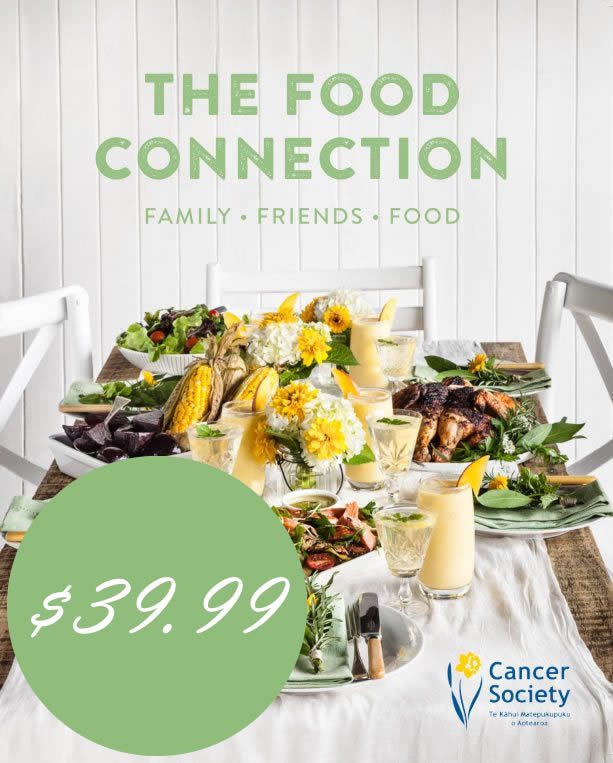 THE FOOD
CONNECTION
FAMILY • FRIENDS • FOOD
$39.99
Cancer
Society
Te Kāhui Matepukupuku
o Aotearoa